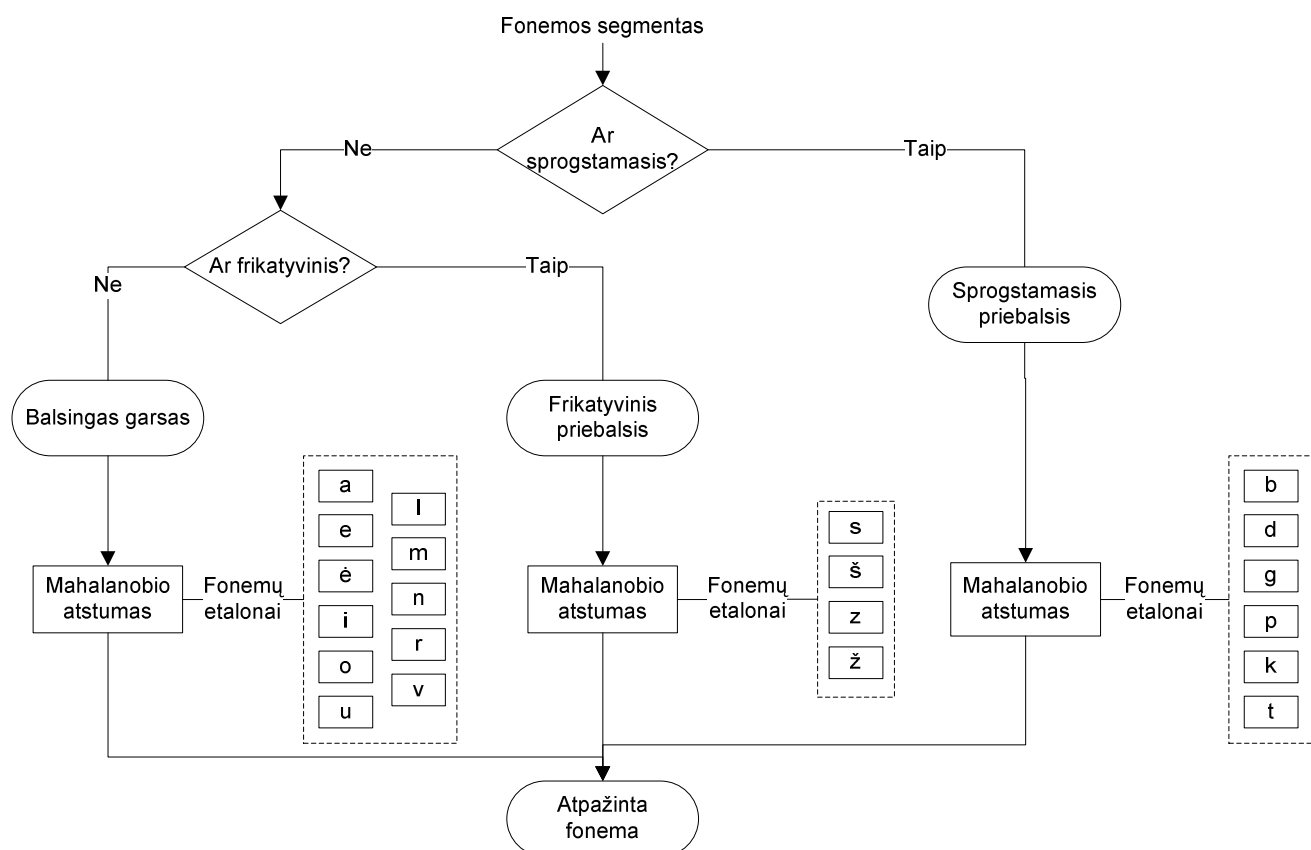 Fonemos segmentas
Ar
sprogstamasis?
Ne
Taip
Ar frikatyvinis?
Ne
Taip
Sprogstamasis
priebalsis
Balsingas garsas
Frikatyvinis
priebalsis
Mahalanobio
atstumas
Fonemų
etalonai
a
e
ė
i
o
u
l
m
n
r
v
Mahalanobio
atstumas
Fonemų
etalonai
s
š
z
ž
Mahalanobio
atstumas
Fonemų
etalonai
b
d
g
p
k
t
Atpažinta
fonema